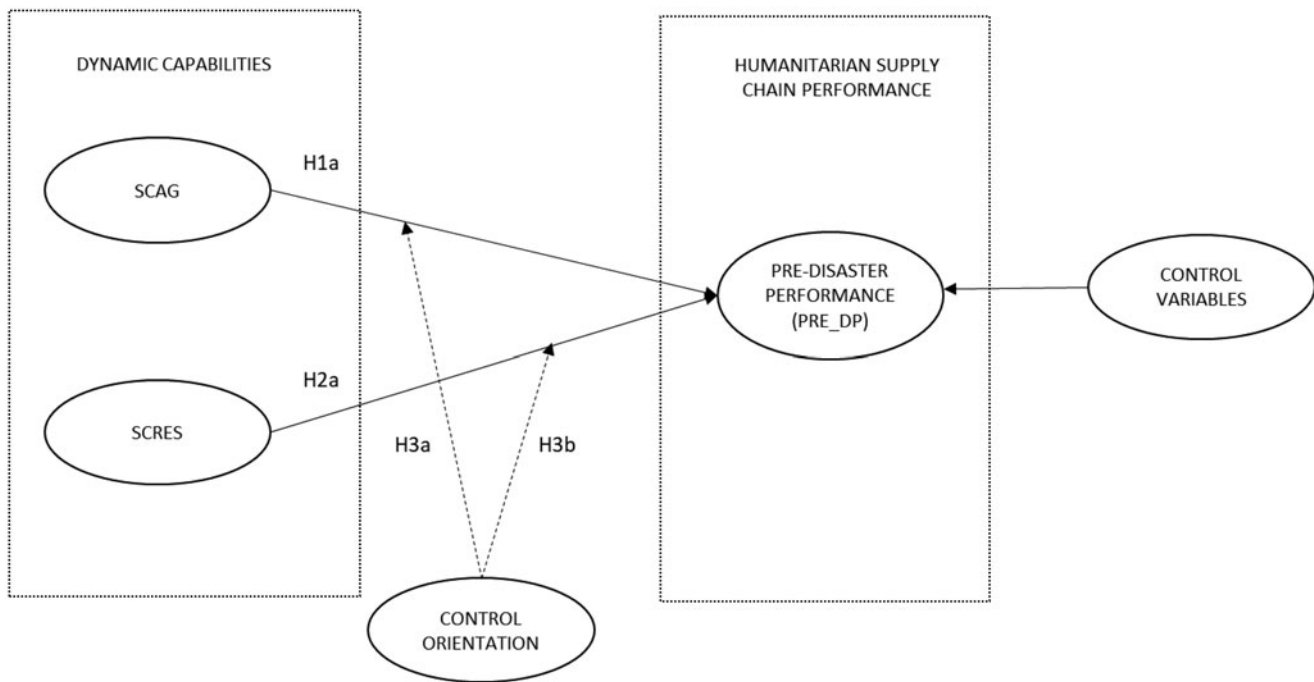 DYNAMIC CAPABILITIES
HUMANITARIAN SUPPLY
CHAIN PERFORMANCE
SCAG
H1a
PRE-DISASTER
PERFORMANCE
(PRE_DP)
CONTROL
VARIABLES
SCRES
H2a
H3a
H3b
CONTROL
ORIENTATION